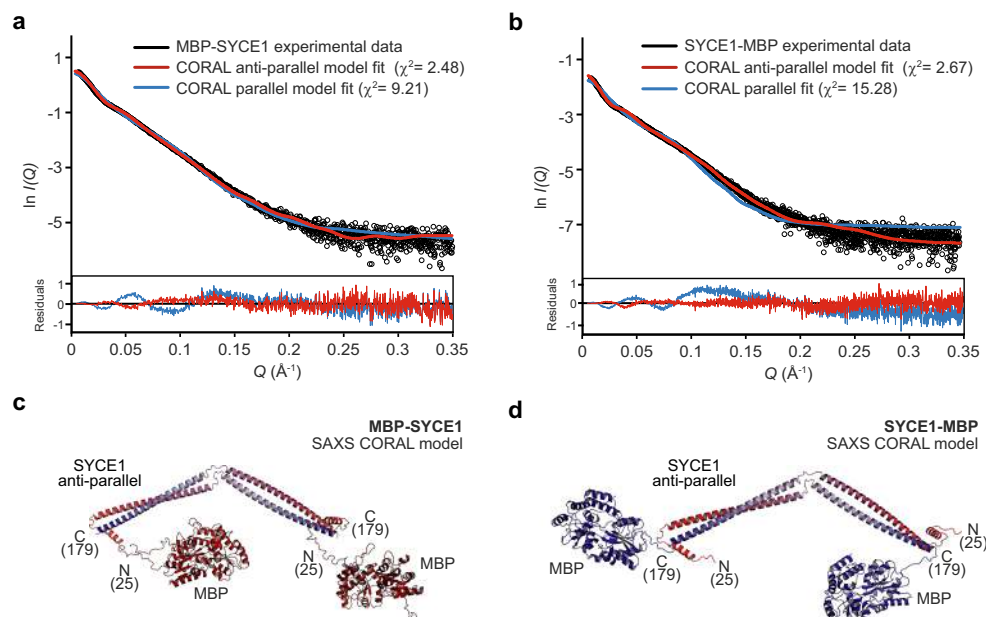 a
1
-1
-3
-5
ln I(Q)
MBP-SYCE1 experimental data
CORAL anti-parallel model fit (χ²= 2.48)
CORAL parallel model fit (χ²= 9.21)
Residuals
1
0
-1
0
0.05
0.1
0.15
0.2
0.25
0.3
0.35
Q (Å⁻¹)
b
-1
-3
-5
-7
ln I(Q)
SYCE1-MBP experimental data
CORAL anti-parallel model fit (χ²= 2.67)
CORAL parallel fit (χ²= 15.28)
Residuals
1
0
-1
0
0.05
0.1
0.15
0.2
0.25
0.3
0.35
Q (Å⁻¹)
c
MBP-SYCE1
SAXS CORAL model
SYCE1
anti-parallel
C
(179)
N
(25)
MBP
C
(179)
N
(25)
MBP
d
SYCE1-MBP
SAXS CORAL model
SYCE1
anti-parallel
MBP
C
(179)
N
(25)
N
(25)
C
(179)
MBP